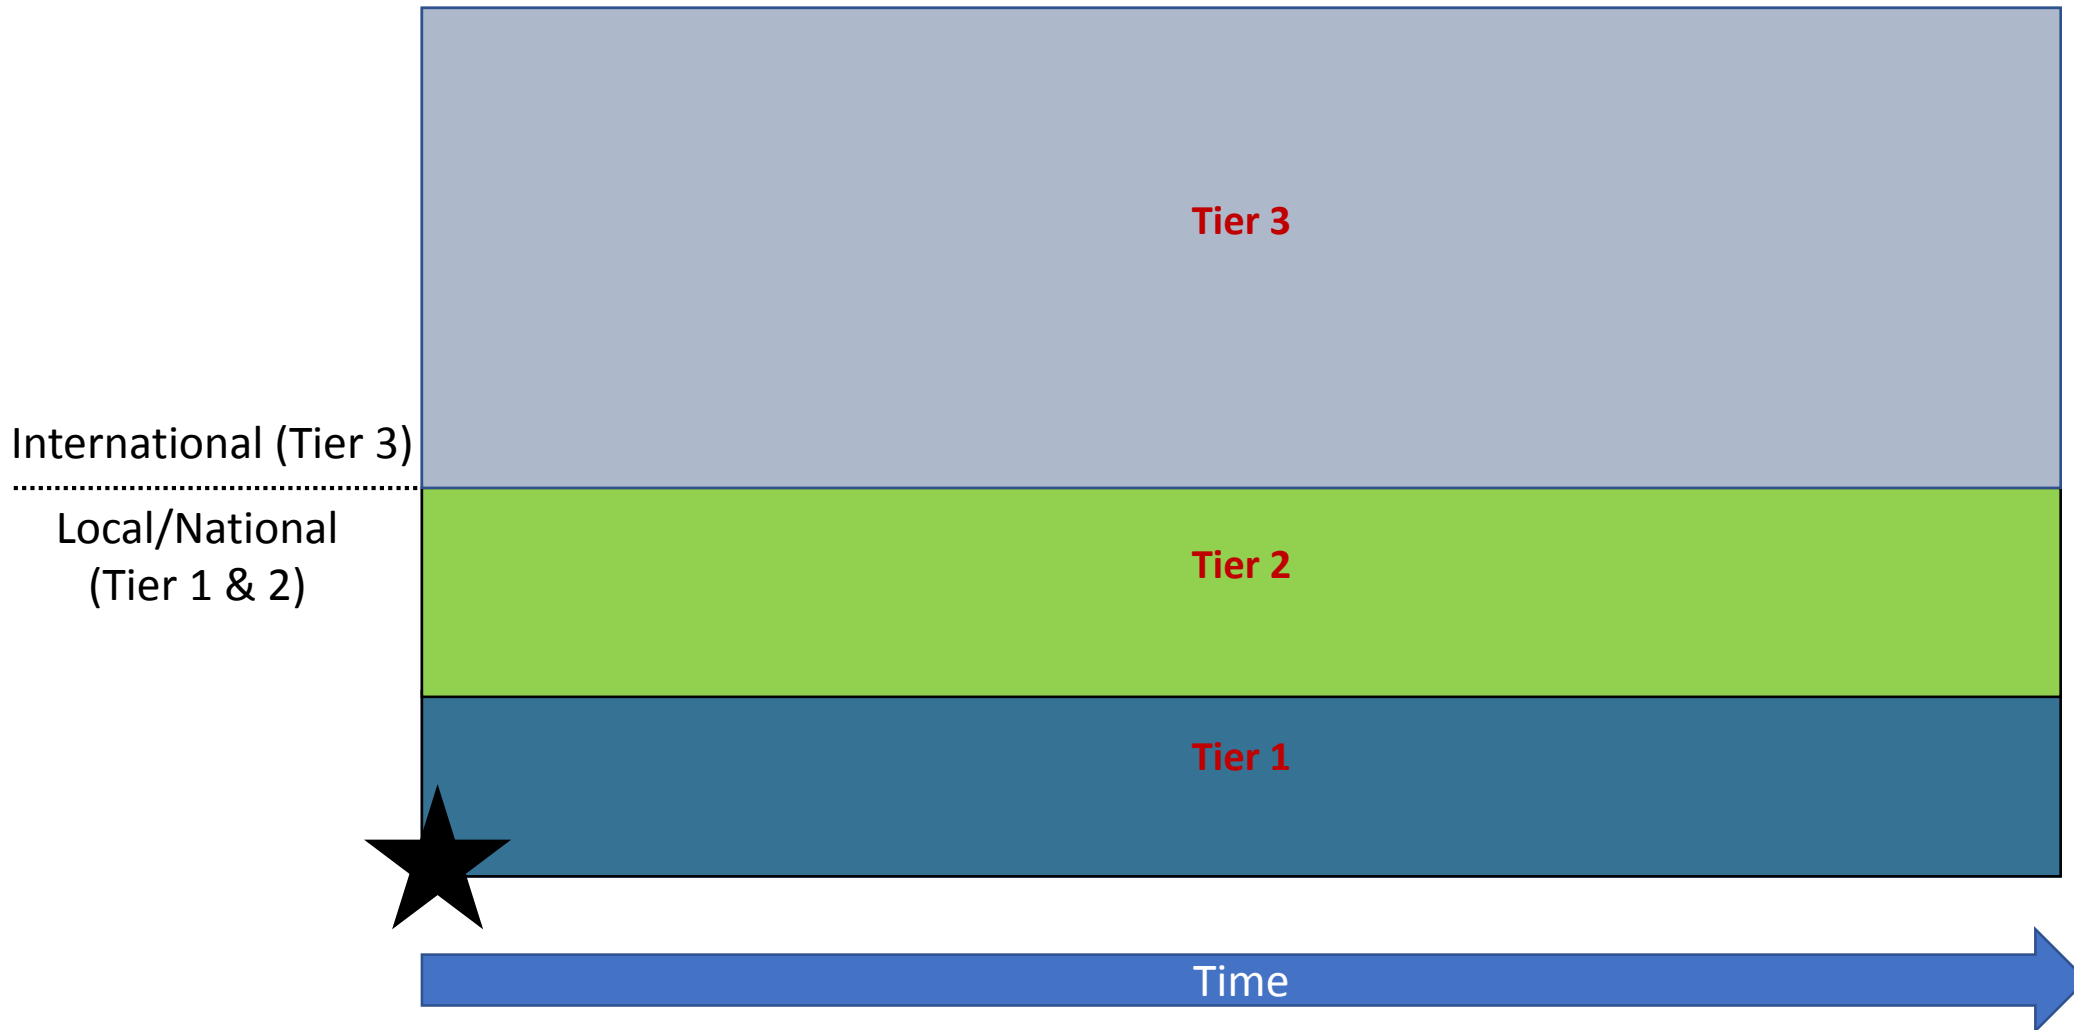 Tier 3
International (Tier 3)
Local/National
(Tier 1 & 2)
Tier 2
Tier 1
Time